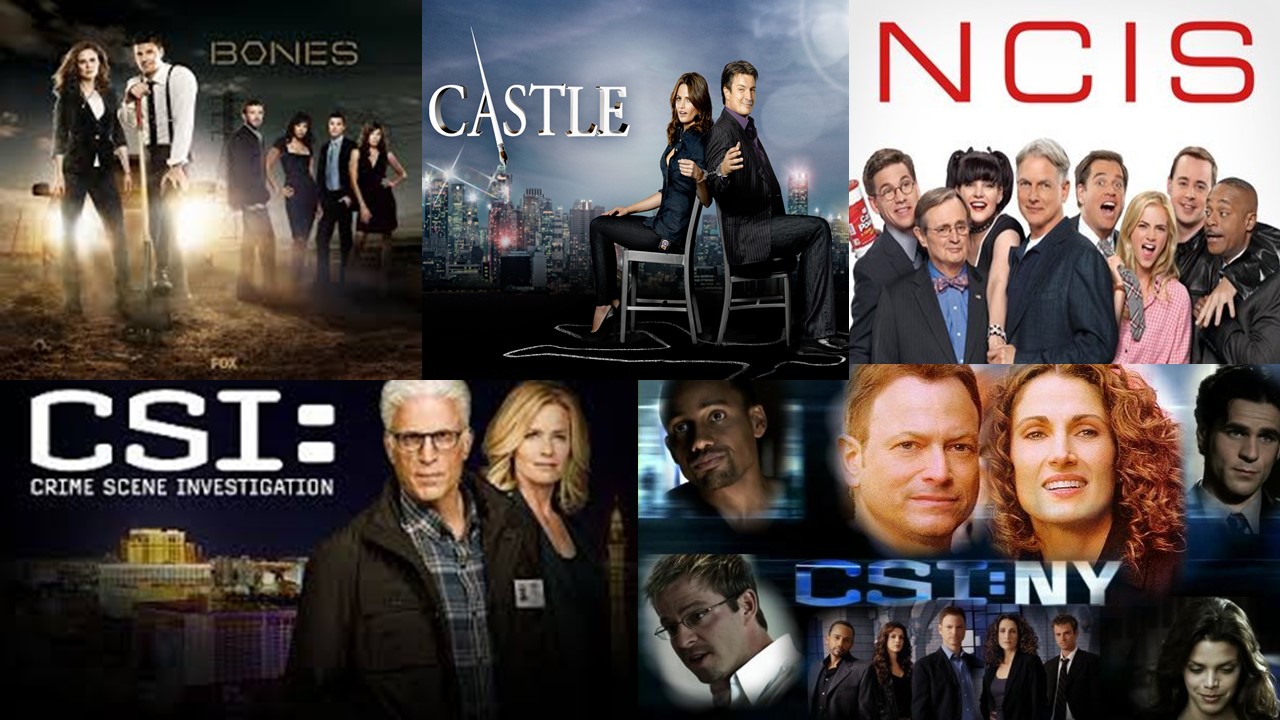 BONES
FOX
CASTLE
NCIS
CSI:
CRIME SCENE INVESTIGATION
CSI:NY